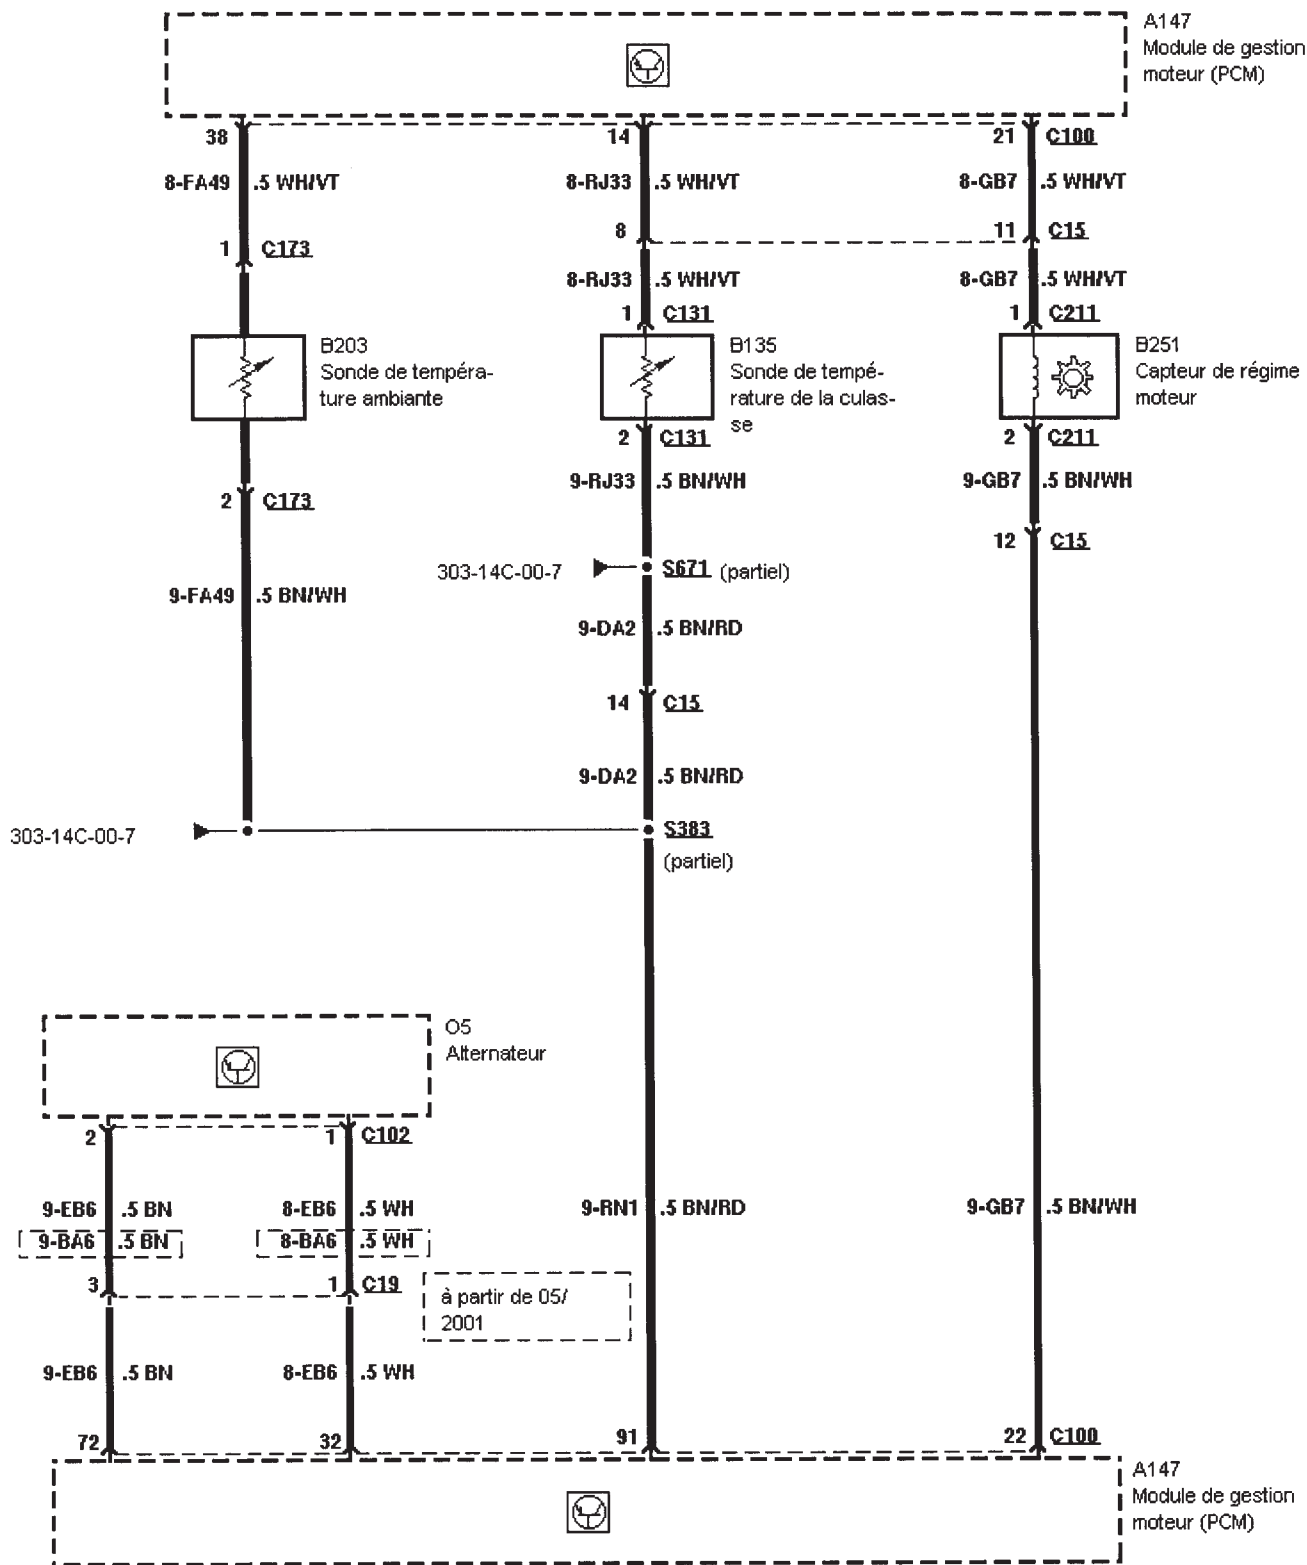 A147
Module de gestion
moteur (PCM)
38
14
21 C100
8-FA49 .5 WH/VT
8-RJ33 .5 WH/VT
8-GB7 .5 WH/VT
8
11 C15
1 C173
8-RJ33 .5 WH/VT
8-GB7 .5 WH/VT
1 C131
1 C211
B203
Sonde de tempéra-
ture ambiante
B135
Sonde de tempé-
rature de la culas-
se
B251
Capteur de régime
moteur
2 C131
2 C211
9-RJ33 .5 BN/WH
9-GB7 .5 BN/WH
2 C173
12 C15
303-14C-00-7
S671 (partiel)
9-FA49 .5 BN/WH
9-DA2 .5 BN/RD
14 C15
9-DA2 .5 BN/RD
303-14C-00-7
S383
(partiel)
O5
Alternateur
2
1 C102
9-EB6 .5 BN
8-EB6 .5 WH
9-RN1 .5 BN/RD
9-GB7 .5 BN/WH
9-BA6 .5 BN
8-BA6 .5 WH
3
1 C19
à partir de 05/
2001
9-EB6 .5 BN
8-EB6 .5 WH
72
32
91
22 C100
A147
Module de gestion
moteur (PCM)